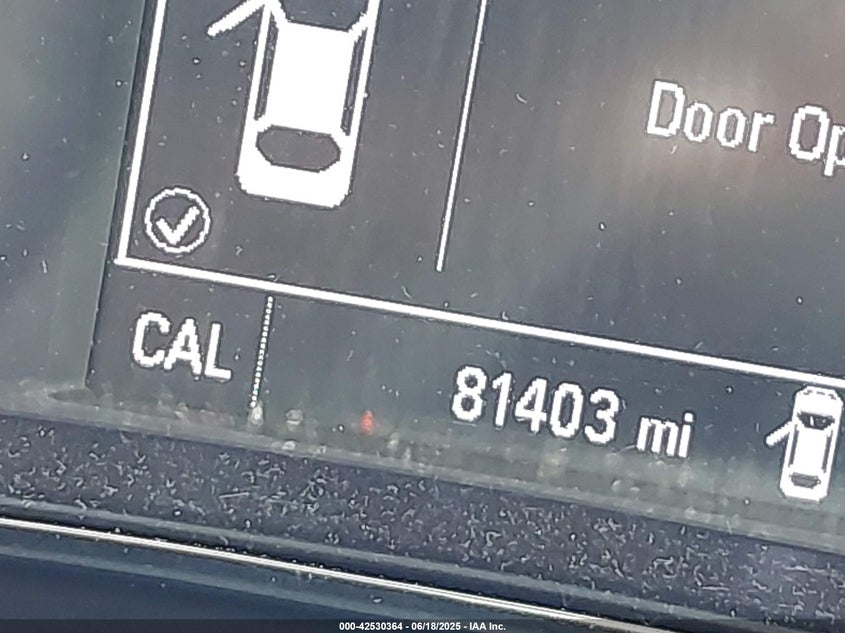 Door Op
CAL
81403 mi
000-42530364 - 06/18/2025 - IAA Inc.